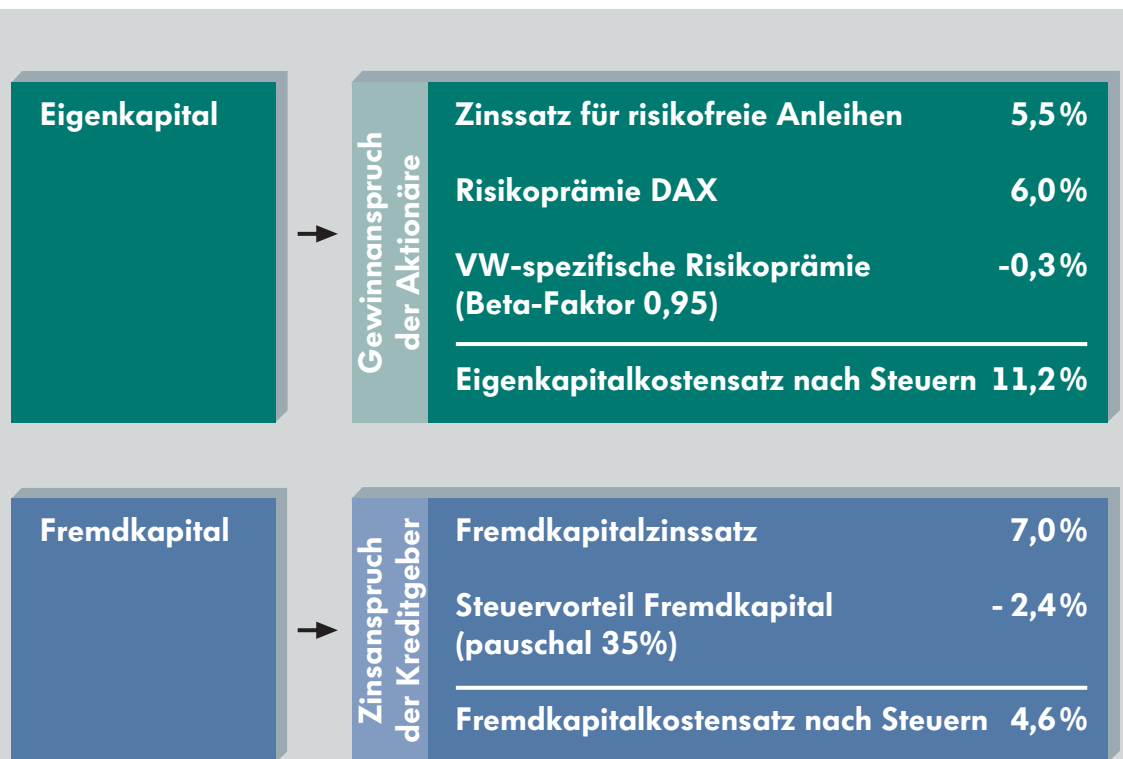 Eigenkapital
Gewinnanspruch
der Aktionäre
Zinssatz für risikofreie Anleihen 5,5%
Risikoprämie DAX 6,0%
VW-spezifische Risikoprämie -0,3%
(Beta-Faktor 0,95)
Eigenkapitalkostensatz nach Steuern 11,2%
Fremdkapital
Zinsanspruch
der Kreditgeber
Fremdkapitalzinssatz 7,0%
Steuervorteil Fremdkapital - 2,4%
(pauschal 35%)
Fremdkapitalkostensatz nach Steuern 4,6%